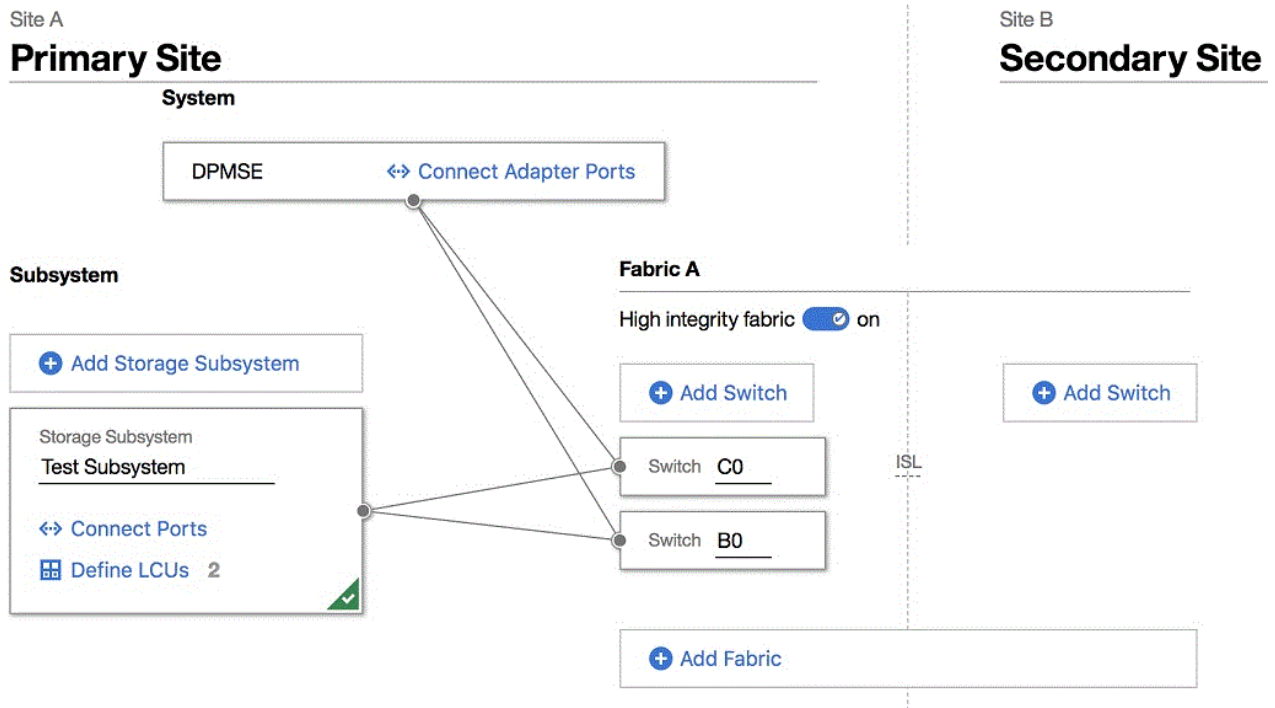 Site A
Primary Site
Site B
Secondary Site
System
DPMSE
Connect Adapter Ports
Subsystem
Add Storage Subsystem
Storage Subsystem
Test Subsystem
Connect Ports
Define LCUs 2
Fabric A
High integrity fabric on
Add Switch
Add Switch
Switch C0
ISL
Switch B0
Add Fabric